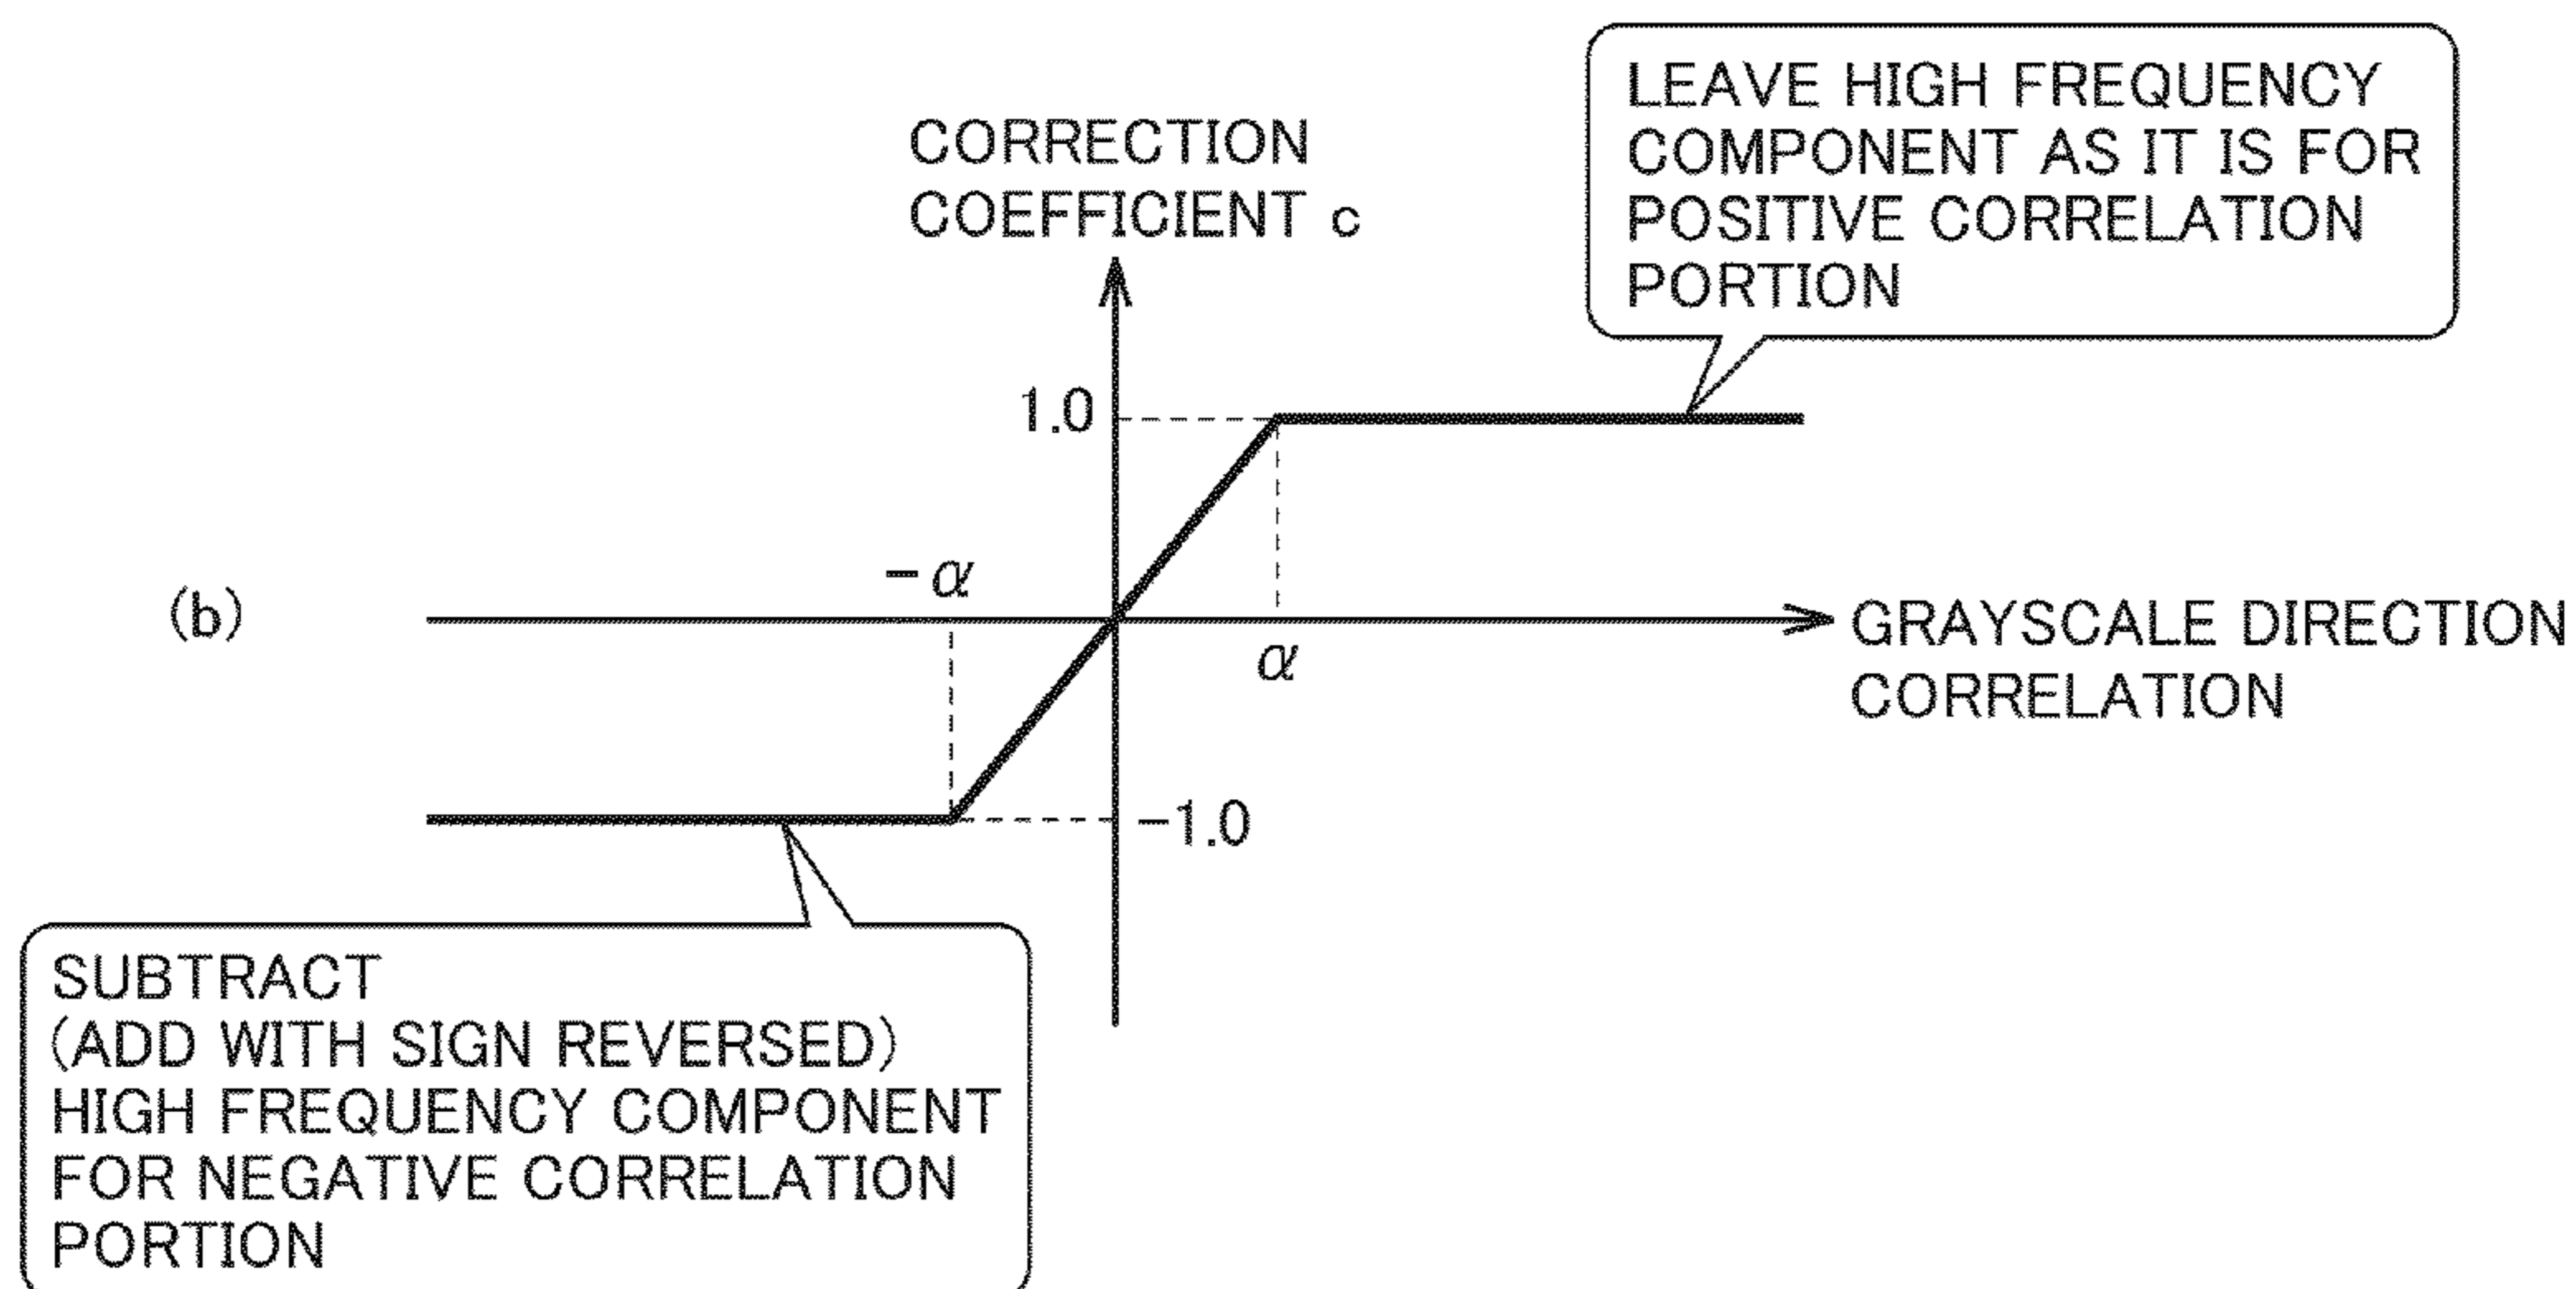 LEAVE HIGH FREQUENCY
COMPONENT AS IT IS FOR
POSITIVE CORRELATION
PORTION
CORRECTION
COEFFICIENT c
1.0
-α
(b)
α
GRAYSCALE DIRECTION
CORRELATION
-1.0
SUBTRACT
(ADD WITH SIGN REVERSED)
HIGH FREQUENCY COMPONENT
FOR NEGATIVE CORRELATION
PORTION